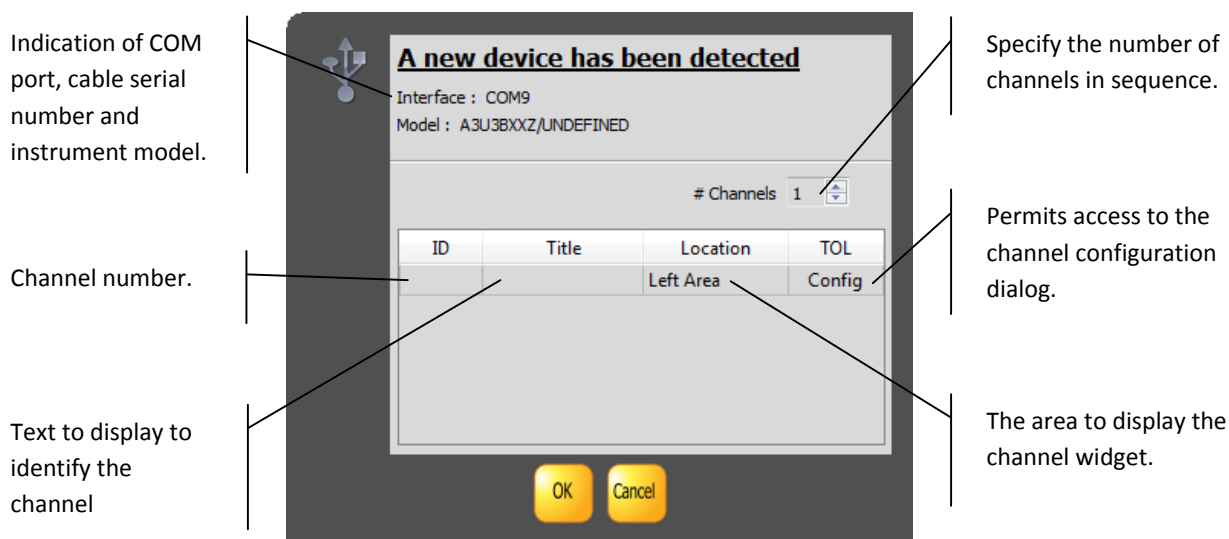 Indication of COM
port, cable serial
number and
instrument model.
Channel number.
Text to display to
identify the
channel
A new device has been detected
Interface : COM9
Model : A3U3BXXZ/UNDEFINED
# Channels 1
ID Title Location TOL
Left Area Config
OK Cancel
Specify the number of
channels in sequence.
Permits access to the
channel configuration
dialog.
The area to display the
channel widget.